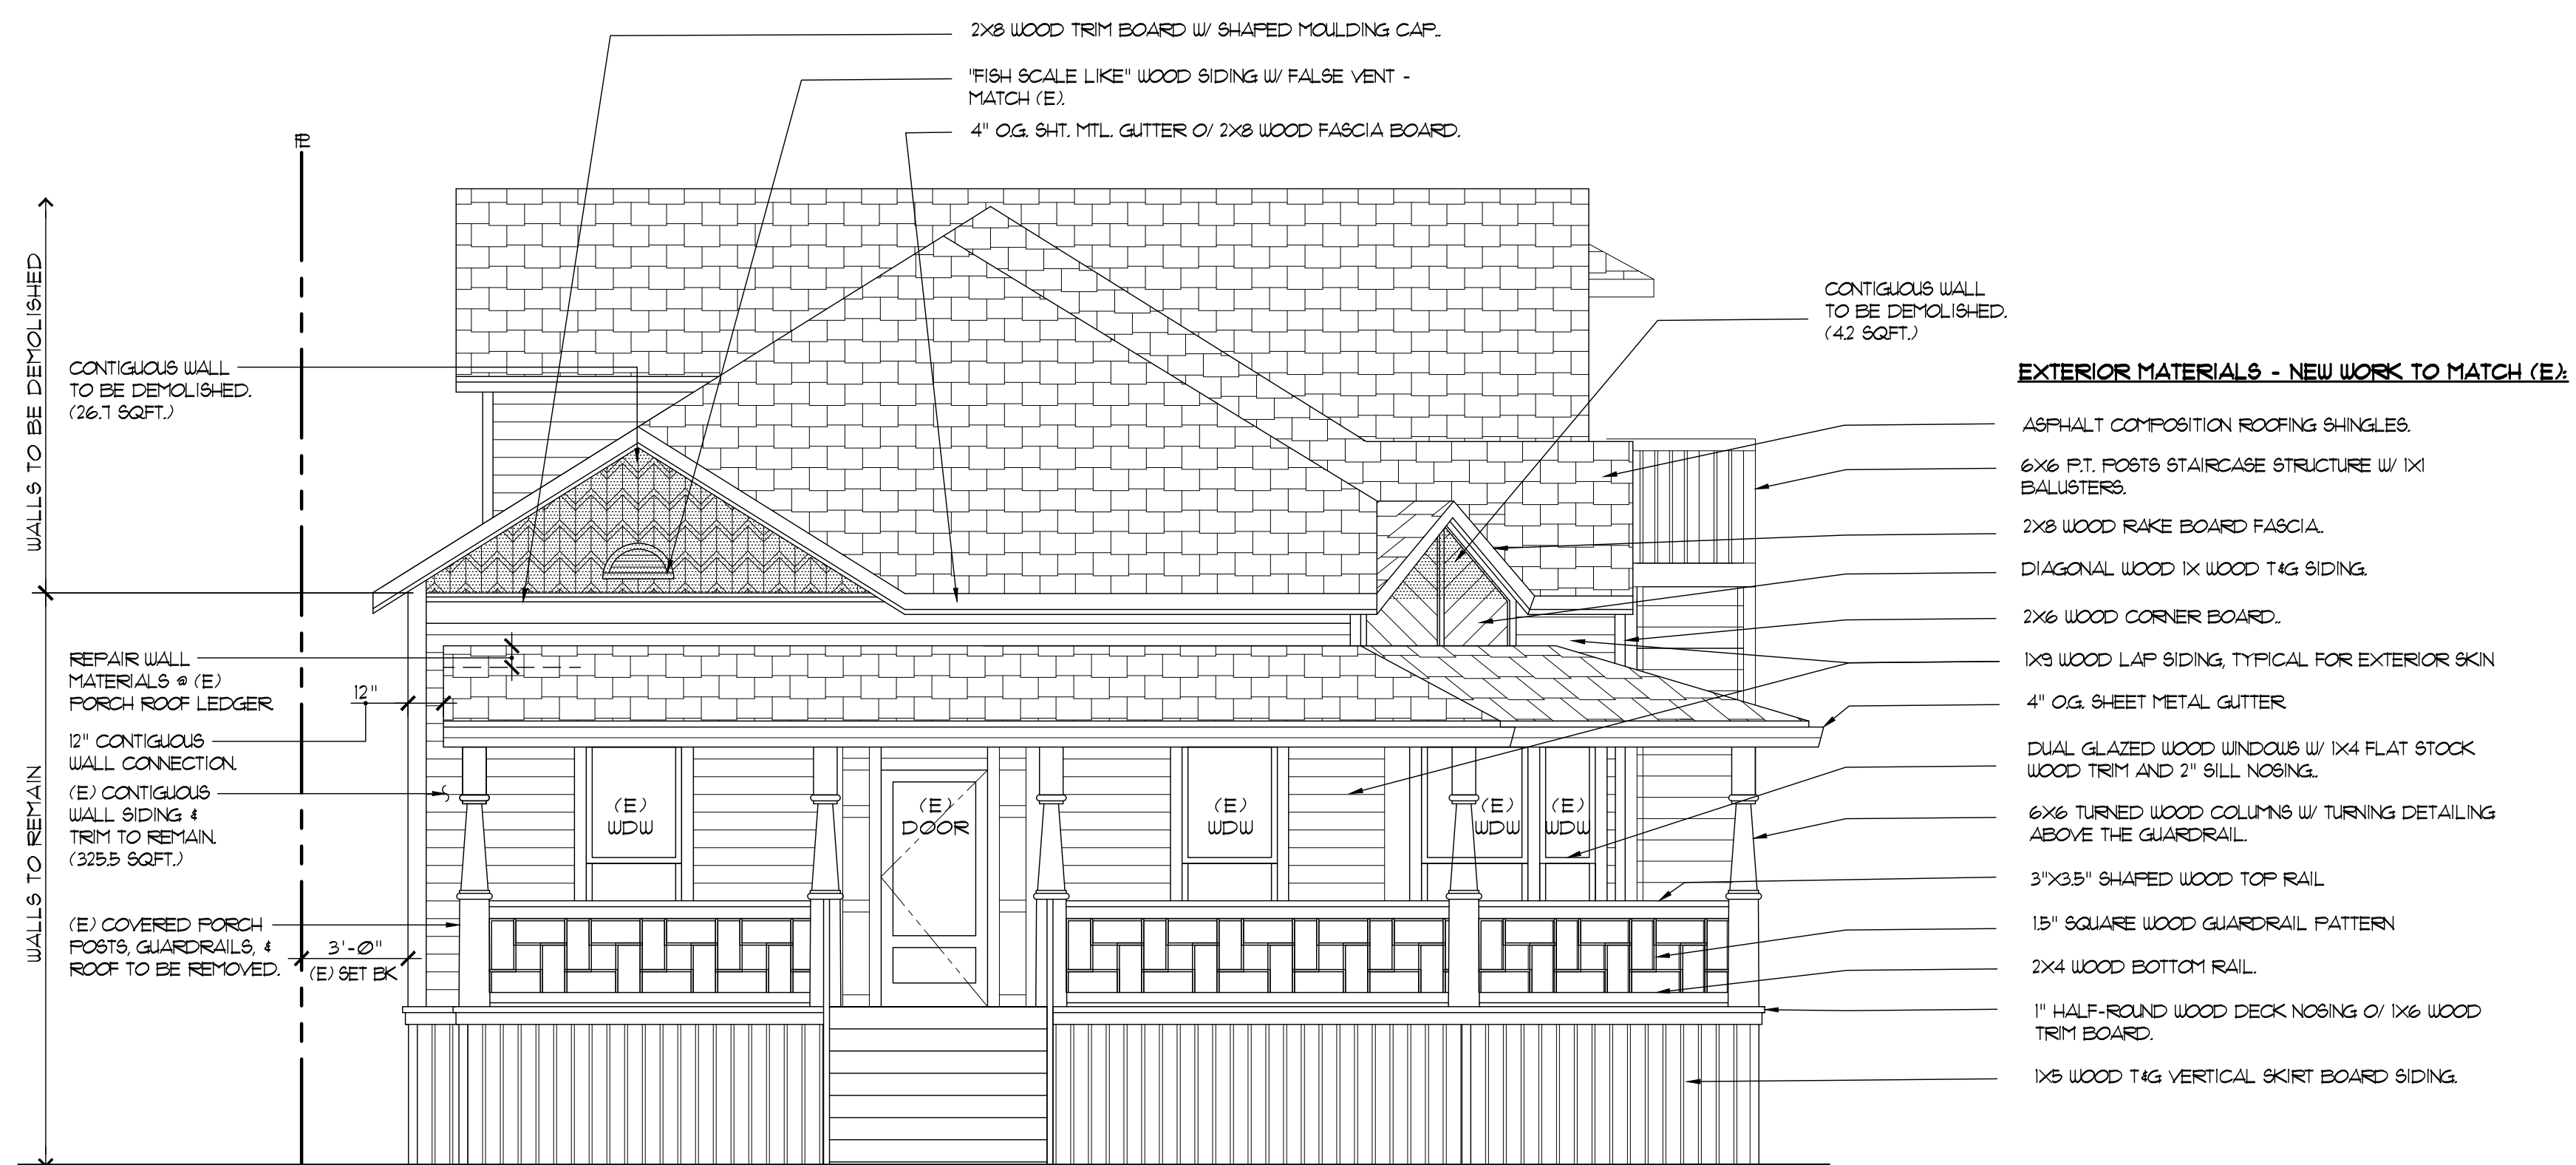 2X8 WOOD TRIM BOARD W/ SHAPED MOULDING CAP..
"FISH SCALE LIKE" WOOD SIDING W/ FALSE VENT -
MATCH (E).
4" O.G. SHT. MTL. GUTTER O/ 2X8 WOOD FASCIA BOARD.
PL
WALLS TO BE DEMOLISHED
CONTIGUOUS WALL
TO BE DEMOLISHED.
(26.7 SQFT.)
CONTIGUOUS WALL
TO BE DEMOLISHED.
(4.2 SQFT.)
WALLS TO REMAIN
REPAIR WALL
MATERIALS @ (E)
PORCH ROOF LEDGER
12"
12" CONTIGUOUS
WALL CONNECTION.
(E) CONTIGUOUS
WALL SIDING &
TRIM TO REMAIN.
(325.5 SQFT.)
(E) COVERED PORCH
POSTS, GUARDRAILS, &
ROOF TO BE REMOVED.
3'-0"
(E) SET BK
(E)
WDW
(E)
DOOR
(E)
WDW
(E)
WDW
(E)
WDW
EXTERIOR MATERIALS - NEW WORK TO MATCH (E):
ASPHALT COMPOSITION ROOFING SHINGLES.
6X6 P.T. POSTS STAIRCASE STRUCTURE W/ 1X1
BALUSTERS.
2X8 WOOD RAKE BOARD FASCIA..
DIAGONAL WOOD 1X WOOD T&G SIDING.
2X6 WOOD CORNER BOARD..
1X9 WOOD LAP SIDING, TYPICAL FOR EXTERIOR SKIN
4" O.G. SHEET METAL GUTTER
DUAL GLAZED WOOD WINDOWS W/ 1X4 FLAT STOCK
WOOD TRIM AND 2" SILL NOSING..
6X6 TURNED WOOD COLUMNS W/ TURNING DETAILING
ABOVE THE GUARDRAIL.
3"X3.5" SHAPED WOOD TOP RAIL
1.5" SQUARE WOOD GUARDRAIL PATTERN
2X4 WOOD BOTTOM RAIL.
1" HALF-ROUND WOOD DECK NOSING O/ 1X6 WOOD
TRIM BOARD.
1X5 WOOD T&G VERTICAL SKIRT BOARD SIDING.